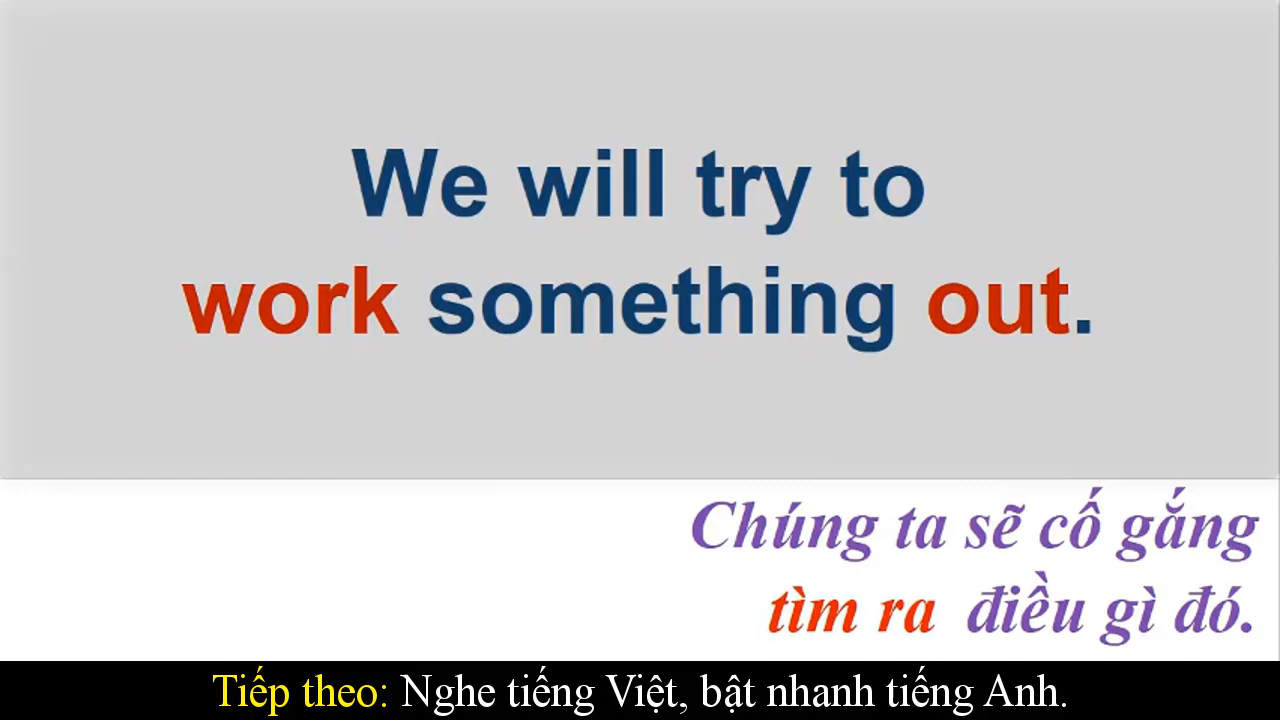 We will try to
work something out.
Chúng ta sẽ cố gắng
tìm ra điều gì đó.
Tiếp theo: Nghe tiếng Việt, bật nhanh tiếng Anh.